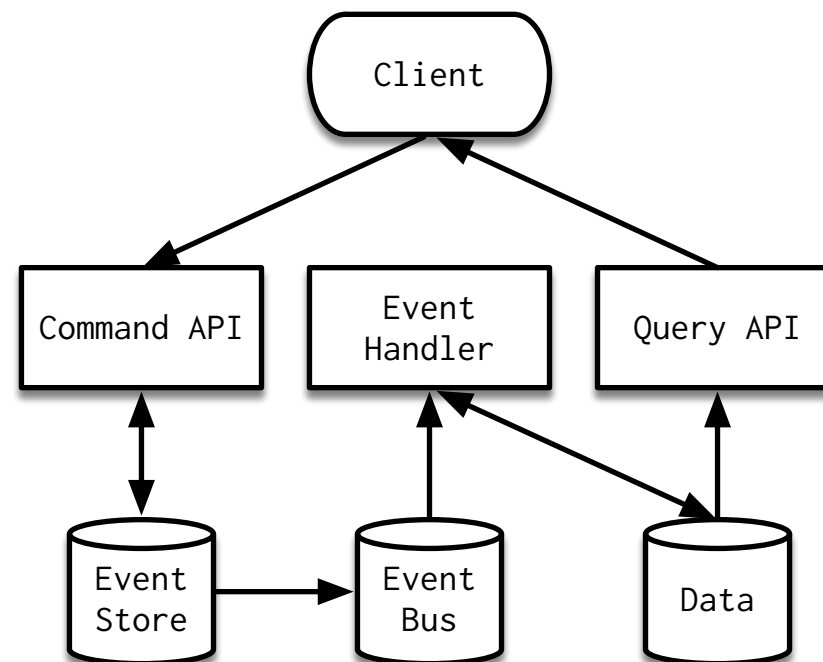 Client
Command API
Event
Handler
Query API
Event
Store
Event
Bus
Data